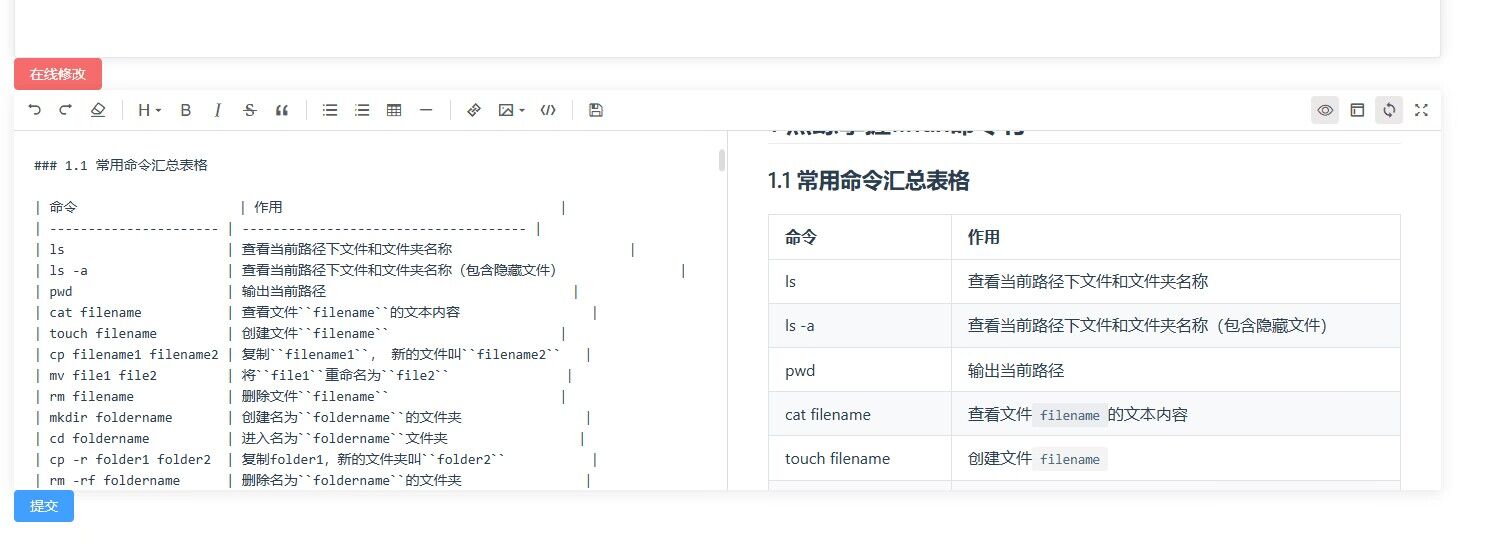 在线修改
H
B
I
S
### 1.1 常用命令汇总表格
| 命令 | 作用 |
| ---------------------- | ------------------------------------- |
| ls | 查看当前路径下文件和文件夹名称 |
| ls -a | 查看当前路径下文件和文件夹名称（包含隐藏文件） |
| pwd | 输出当前路径 |
| cat filename | 查看文件``filename``的文本内容 |
| touch filename | 创建文件``filename`` |
| cp filename1 filename2 | 复制``filename1``， 新的文件叫``filename2`` |
| mv file1 file2 | 将``file1``重命名为``file2`` |
| rm filename | 删除文件``filename`` |
| mkdir foldername | 创建名为``foldername``的文件夹 |
| cd foldername | 进入名为``foldername``文件夹 |
| cp -r folder1 folder2 | 复制folder1，新的文件夹叫``folder2`` |
| rm -rf foldername | 删除名为``foldername``的文件夹 |
1.1 常用命令汇总表格
命令 作用
ls 查看当前路径下文件和文件夹名称
ls -a 查看当前路径下文件和文件夹名称（包含隐藏文件）
pwd 输出当前路径
cat filename 查看文件 filename 的文本内容
touch filename 创建文件 filename
提交